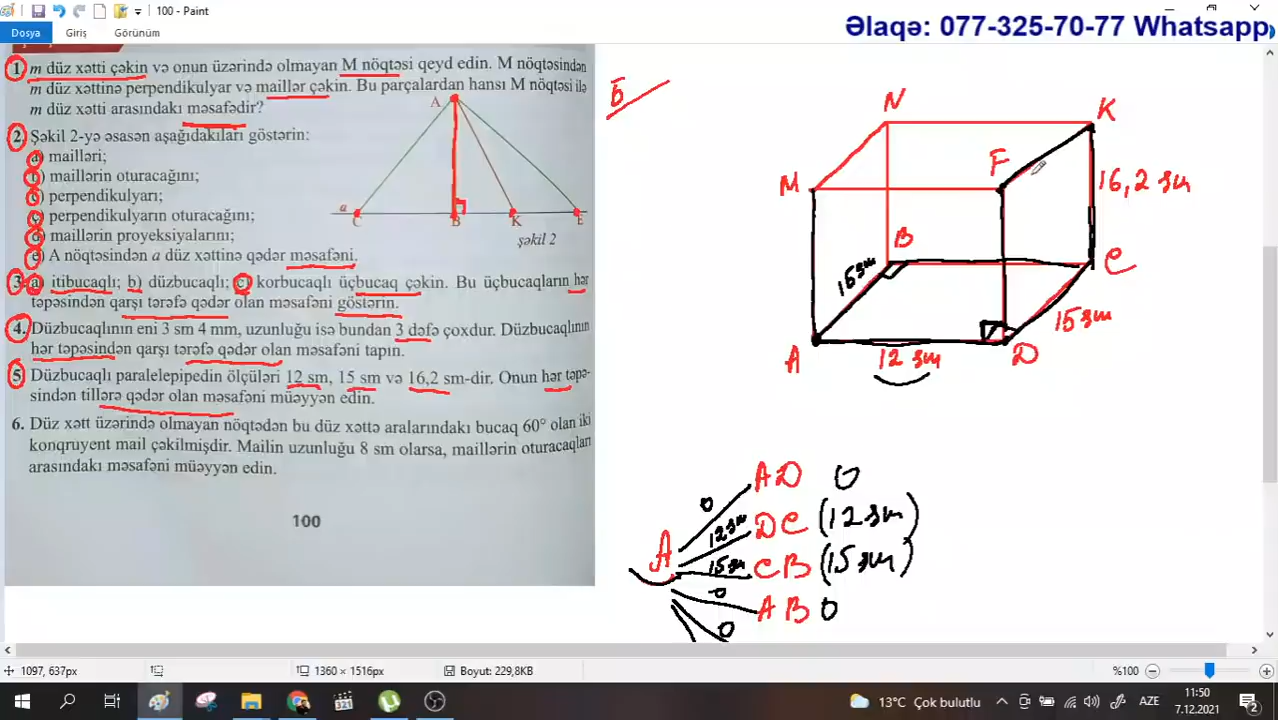 100 - Paint
Əlaqə: 077-325-70-77 Whatsapp
Dosya Giriş Görünüm
1. m düz xətti çəkin və onun üzərində olmayan M nöqtəsi qeyd edin. M nöqtəsindən
m düz xəttinə perpendikulyar və maillər çəkin. Bu parçalardan hansı M nöqtəsi ilə
m düz xətti arasındakı məsafədir?
2. Şəkil 2-yə əsasən aşağıdakıları göstərin:
a) mailləri;
b) maillərin oturacağını;
c) perpendikulyarı;
ç) perpendikulyarın oturacağını;
d) maillərin proyeksiyalarını;
e) A nöqtəsindən a düz xəttinə qədər məsafəni.
A
a C B K E
şəkil 2
3. a) itibucaqlı; b) düzbucaqlı; c) korbucaqlı üçbucaq çəkin. Bu üçbucaqların hər
təpəsindən qarşı tərəfə qədər olan məsafəni göstərin.
4. Düzbucaqlının eni 3 sm 4 mm, uzunluğu isə bundan 3 dəfə çoxdur. Düzbucaqlının
hər təpəsindən qarşı tərəfə qədər olan məsafəni tapın.
5. Düzbucaqlı paralelepipedin ölçüləri 12 sm, 15 sm və 16,2 sm-dir. Onun hər təpə-
sindən tillərə qədər olan məsafəni müəyyən edin.
6. Düz xətt üzərində olmayan nöqtədən bu düz xəttə aralarındakı bucaq 60° olan iki
konqruyent mail çəkilmişdir. Mailin uzunluğu 8 sm olarsa, maillərin oturacaqları
arasındakı məsafəni müəyyən edin.
100
5
N K
F
M 16,2 sm
B
C
16 sm
15 sm
A 12 sm D
A
0 AD 0
12 sm DC (12 sm)
15 sm CB (15 sm)
0 AB 0
0
1097, 637px 1360 × 1516px Boyut: 229,8KB %100
13°C Çok bulutlu AZE 11:50
7.12.2021 2